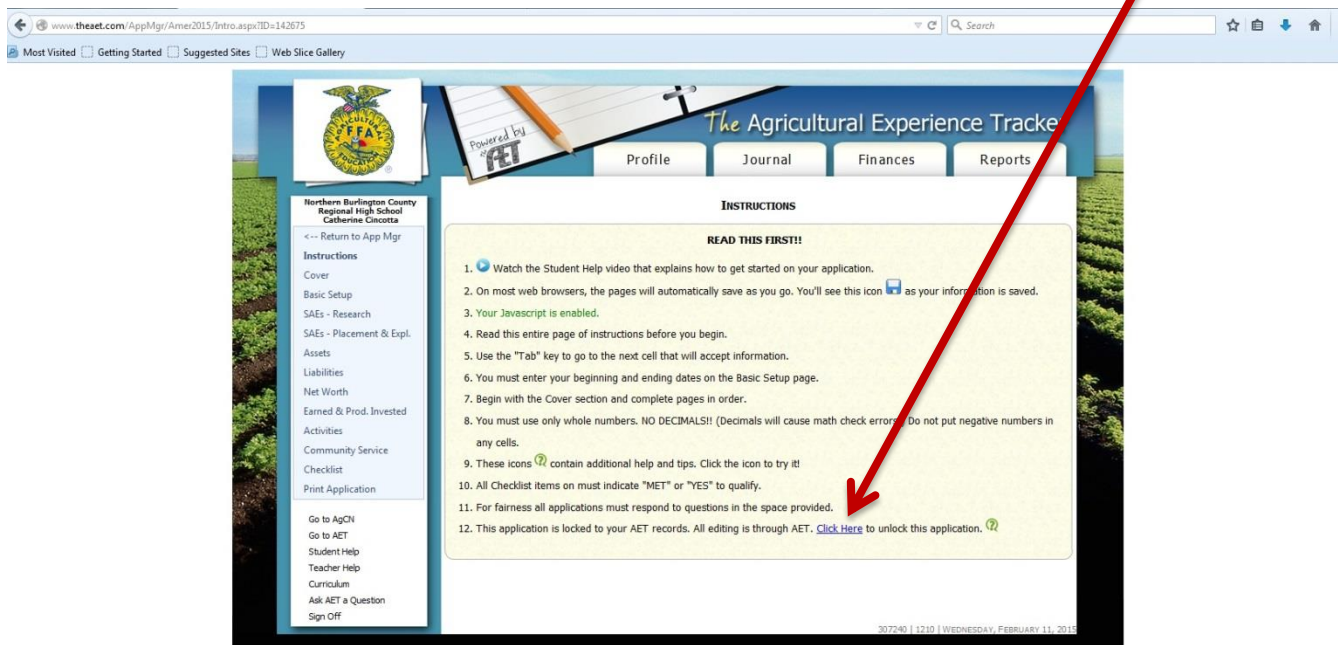 www.theaet.com/AppMgr/Amer2015/Intro.aspx?ID=142675
Search
Most Visited Getting Started Suggested Sites Web Slice Gallery
AGRICULTURAL
FFA
EDUCATION
Powered by
AET
The Agricultural Experience Tracker
Profile Journal Finances Reports
Northern Burlington County
Regional High School
Catherine Cincotta
<-- Return to App Mgr
Instructions
Cover
Basic Setup
SAEs - Research
SAEs - Placement & Expl.
Assets
Liabilities
Net Worth
Earned & Prod. Invested
Activities
Community Service
Checklist
Print Application
Go to AgCN
Go to AET
Student Help
Teacher Help
Curriculum
Ask AET a Question
Sign Off
INSTRUCTIONS
READ THIS FIRST!!
1. Watch the Student Help video that explains how to get started on your application.
2. On most web browsers, the pages will automatically save as you go. You'll see this icon as your information is saved.
3. Your Javascript is enabled.
4. Read this entire page of instructions before you begin.
5. Use the "Tab" key to go to the next cell that will accept information.
6. You must enter your beginning and ending dates on the Basic Setup page.
7. Begin with the Cover section and complete pages in order.
8. You must use only whole numbers. NO DECIMALS!! (Decimals will cause math check errors) Do not put negative numbers in
any cells.
9. These icons contain additional help and tips. Click the icon to try it!
10. All Checklist items on must indicate "MET" or "YES" to qualify.
11. For fairness all applications must respond to questions in the space provided.
12. This application is locked to your AET records. All editing is through AET. Click Here to unlock this application.
307240 | 1210 | WEDNESDAY, FEBRUARY 11, 2015